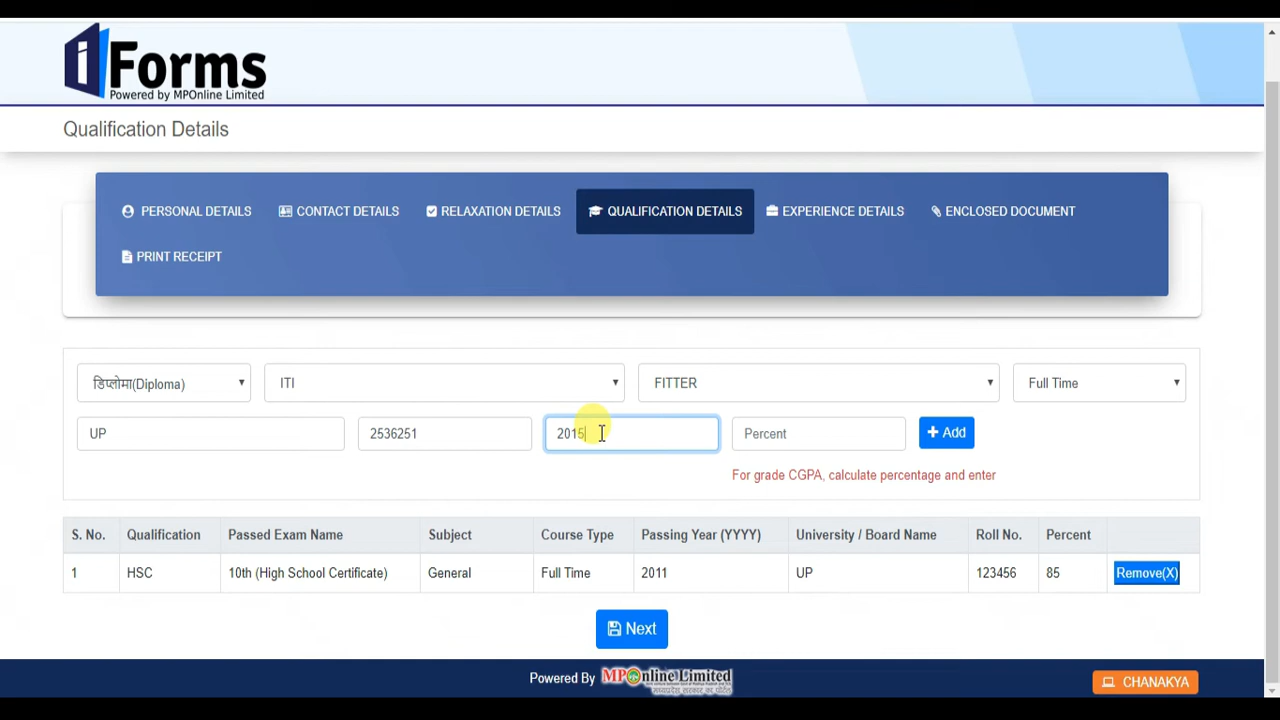 iForms
Powered by MPOnline Limited
Qualification Details
PERSONAL DETAILS
CONTACT DETAILS
RELAXATION DETAILS
QUALIFICATION DETAILS
EXPERIENCE DETAILS
ENCLOSED DOCUMENT
PRINT RECEIPT
डिप्लोमा(Diploma)
ITI
FITTER
Full Time
UP
2536251
2015
Percent
+ Add
For grade CGPA, calculate percentage and enter
S. No. Qualification Passed Exam Name Subject Course Type Passing Year (YYYY) University / Board Name Roll No. Percent
1 HSC 10th (High School Certificate) General Full Time 2011 UP 123456 85 Remove(X)
Next
Powered By MPOnline Limited
CHANAKYA